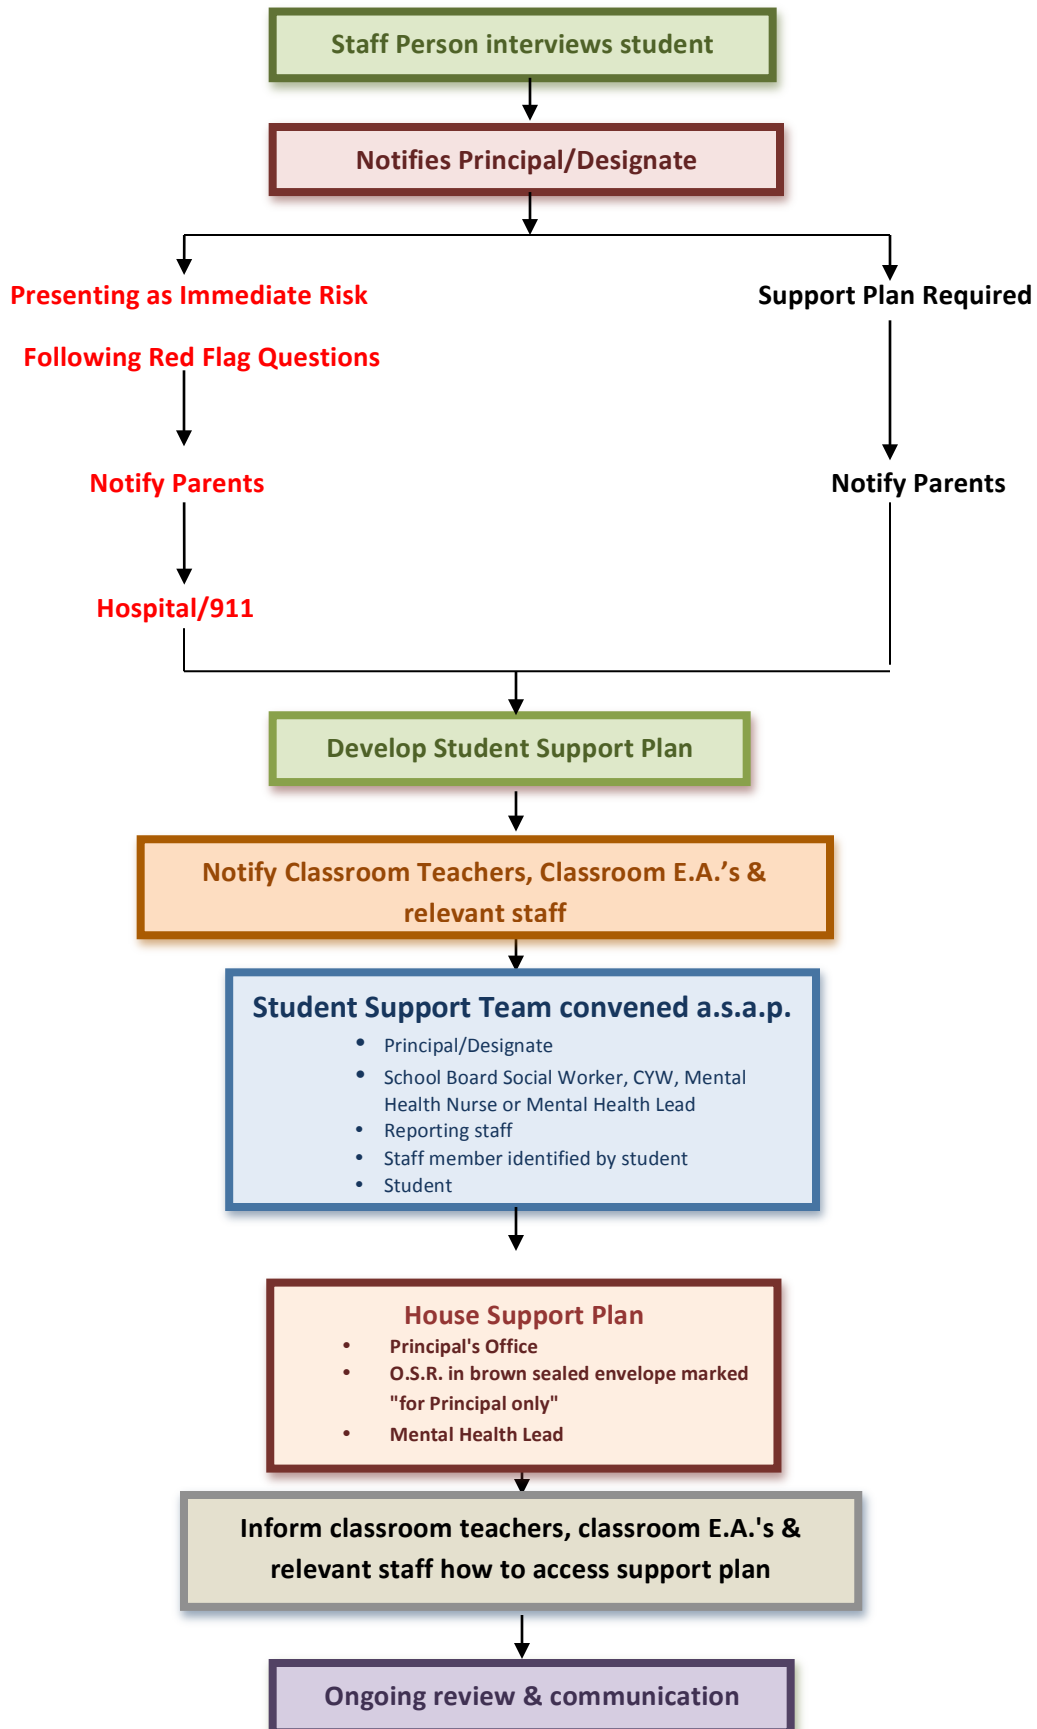 Staff Person interviews student
Notifies Principal/Designate
Presenting as Immediate Risk
Following Red Flag Questions
Support Plan Required
Notify Parents
Notify Parents
Hospital/911
Develop Student Support Plan
Notify Classroom Teachers, Classroom E.A.’s &
relevant staff
Student Support Team convened a.s.a.p.
• Principal/Designate
• School Board Social Worker, CYW, Mental
Health Nurse or Mental Health Lead
• Reporting staff
• Staff member identified by student
• Student
House Support Plan
• Principal's Office
• O.S.R. in brown sealed envelope marked
"for Principal only"
• Mental Health Lead
Inform classroom teachers, classroom E.A.'s &
relevant staff how to access support plan
Ongoing review & communication